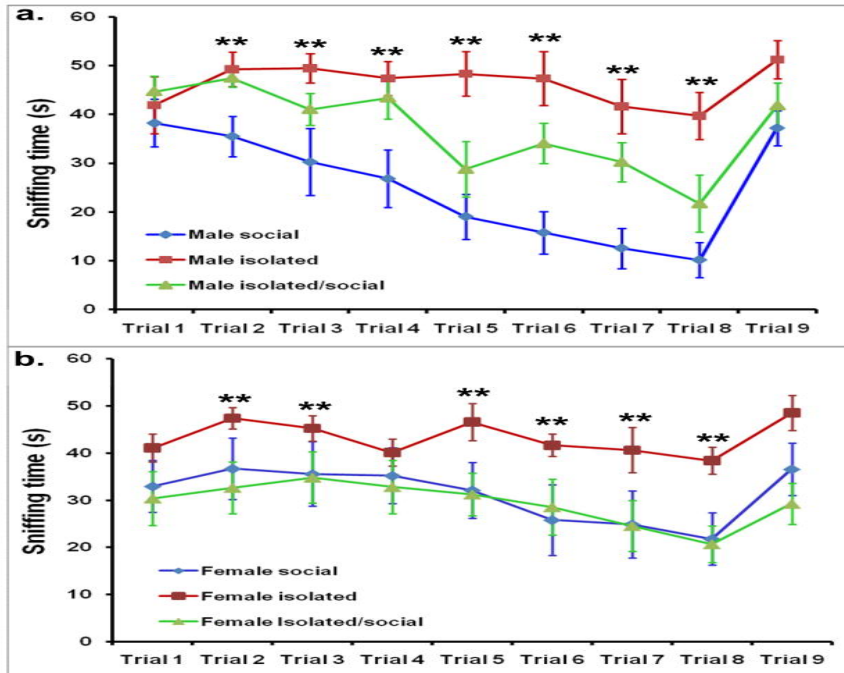 a.
60
**
**
**
**
**
**
**
50
40
30
20
10
0
Sniffing time (s)
Male social
Male isolated
Male isolated/social
Trial 1 Trial 2 Trial 3 Trial 4 Trial 5 Trial 6 Trial 7 Trial 8 Trial 9
b.
60
**
**
**
**
**
**
50
40
30
20
10
0
Sniffing time (s)
Female social
Female isolated
Female Isolated/social
Trial 1 Trial 2 Trial 3 Trial 4 Trial 5 Trial 6 Trial 7 Trial 8 Trial 9